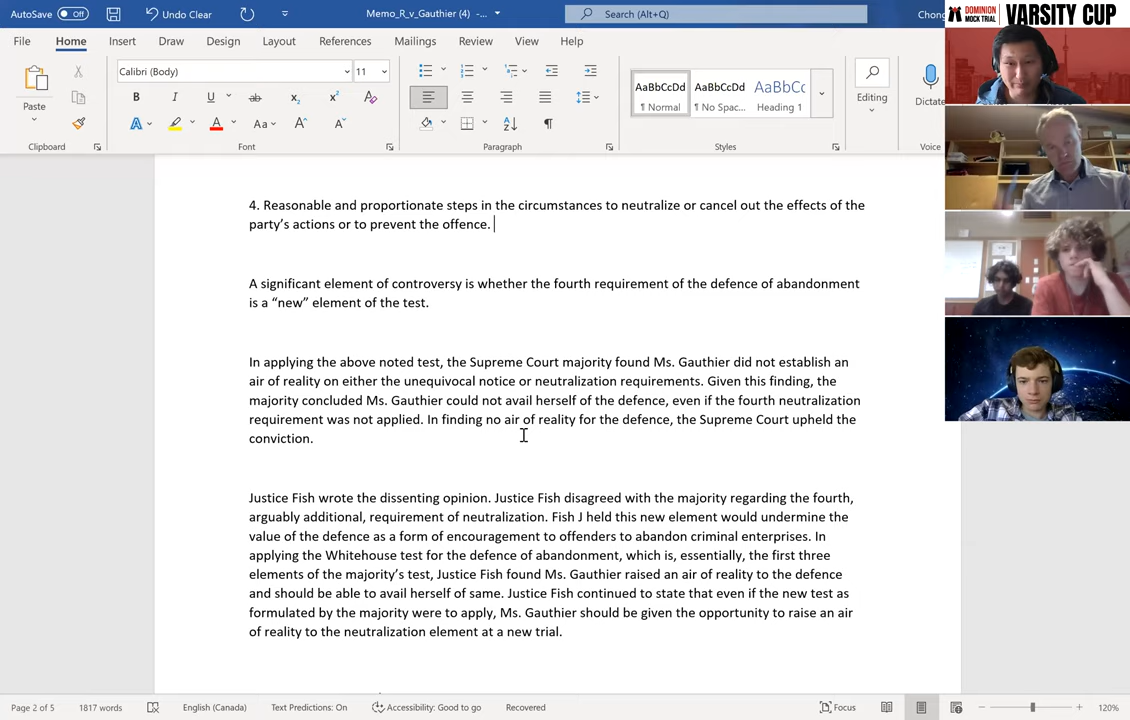 AutoSave Off Undo Clear Memo_R_v_Gauthier (4) -... Search (Alt+Q) Chong
DOMINION MOCK TRIAL VARSITY CUP
File Home Insert Draw Design Layout References Mailings Review View Help
Calibri (Body) 11
Paste
Clipboard
Font
Paragraph
AaBbCcDd AaBbCcDd AaBbCc
¶ Normal ¶ No Spac... Heading 1
Styles
Editing
Dictate
Voice
4. Reasonable and proportionate steps in the circumstances to neutralize or cancel out the effects of the
party’s actions or to prevent the offence.
A significant element of controversy is whether the fourth requirement of the defence of abandonment
is a “new” element of the test.
In applying the above noted test, the Supreme Court majority found Ms. Gauthier did not establish an
air of reality on either the unequivocal notice or neutralization requirements. Given this finding, the
majority concluded Ms. Gauthier could not avail herself of the defence, even if the fourth neutralization
requirement was not applied. In finding no air of reality for the defence, the Supreme Court upheld the
conviction.
Justice Fish wrote the dissenting opinion. Justice Fish disagreed with the majority regarding the fourth,
arguably additional, requirement of neutralization. Fish J held this new element would undermine the
value of the defence as a form of encouragement to offenders to abandon criminal enterprises. In
applying the Whitehouse test for the defence of abandonment, which is, essentially, the first three
elements of the majority’s test, Justice Fish found Ms. Gauthier raised an air of reality to the defence
and should be able to avail herself of same. Justice Fish continued to state that even if the new test as
formulated by the majority were to apply, Ms. Gauthier should be given the opportunity to raise an air
of reality to the neutralization element at a new trial.
Page 2 of 5 1817 words English (Canada) Text Predictions: On Accessibility: Good to go Recovered Focus 120%